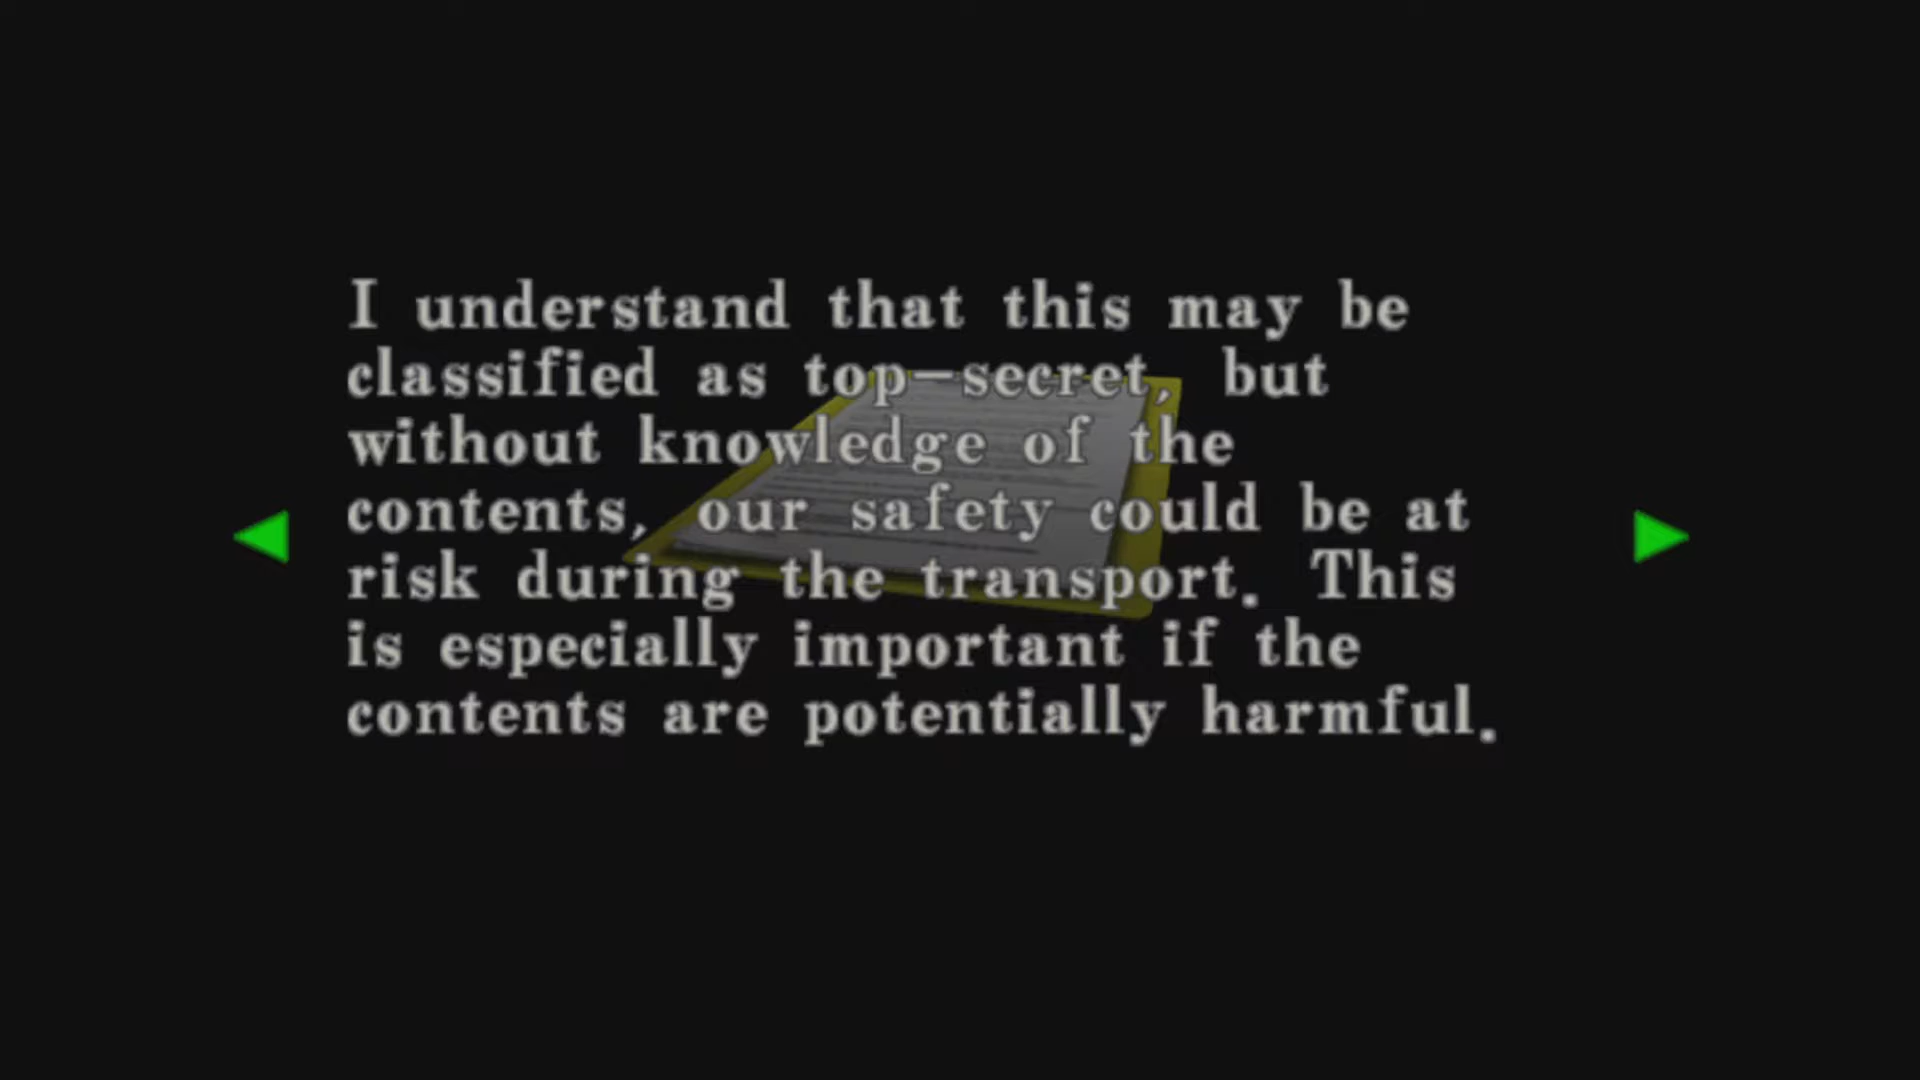 I understand that this may be
classified as top-secret, but
without knowledge of the
contents, our safety could be at
risk during the transport. This
is especially important if the
contents are potentially harmful.